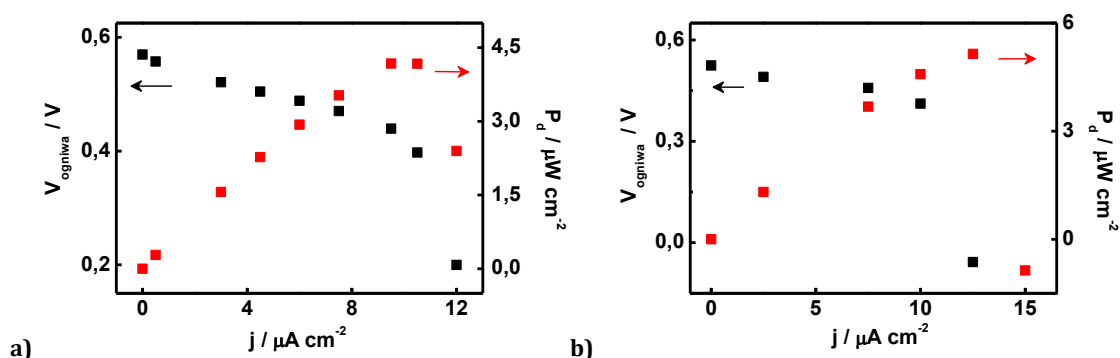 0,6
0,4
0,2
V_ogniwa / V
0 4 8 12
j / μA cm⁻²
4,5
3,0
1,5
0,0
P_d / μW cm⁻²
a)
0,6
0,3
0,0
V_ogniwa / V
0 5 10 15
j / μA cm⁻²
6
3
0
P_d / μW cm⁻²
b)